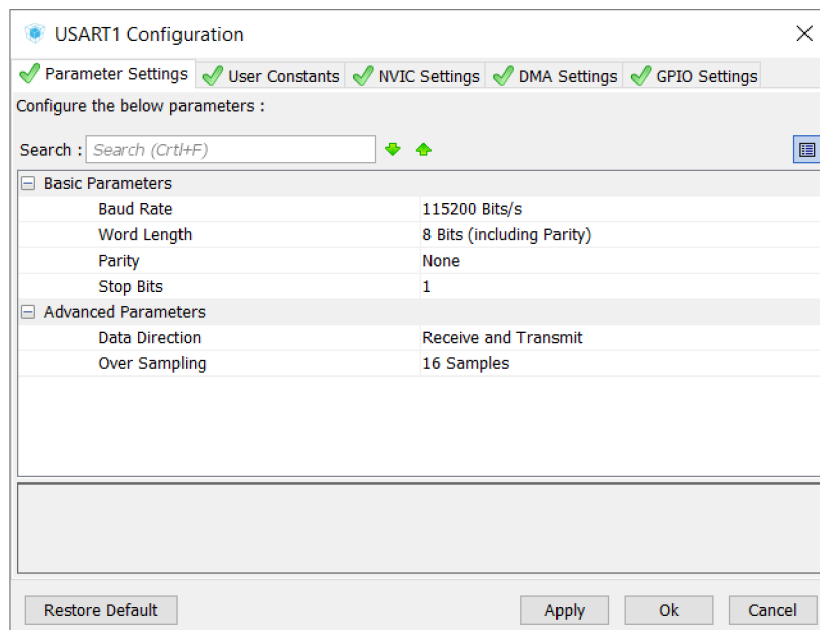 USART1 Configuration
Parameter Settings User Constants NVIC Settings DMA Settings GPIO Settings
Configure the below parameters :
Search : Search (Crtl+F)
Basic Parameters
Baud Rate 115200 Bits/s
Word Length 8 Bits (including Parity)
Parity None
Stop Bits 1
Advanced Parameters
Data Direction Receive and Transmit
Over Sampling 16 Samples
Restore Default Apply Ok Cancel